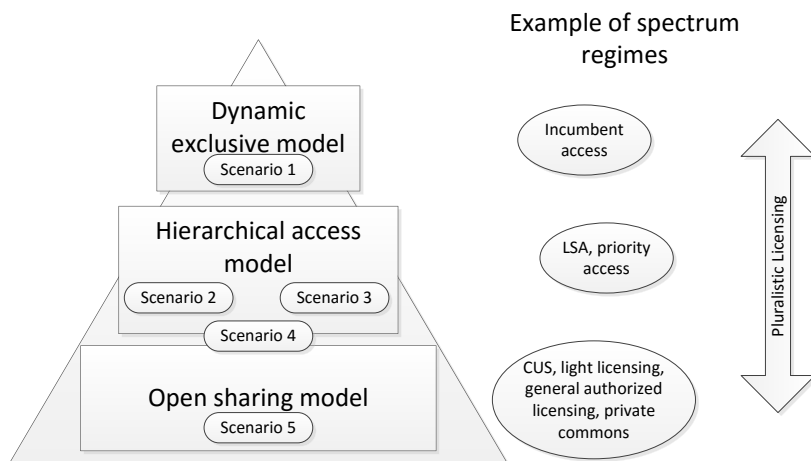 Example of spectrum
regimes
Dynamic
exclusive model
Scenario 1
Incumbent
access
Hierarchical access
model
Scenario 2
Scenario 3
Scenario 4
LSA, priority
access
Open sharing model
Scenario 5
CUS, light licensing,
general authorized
licensing, private
commons
Pluralistic Licensing